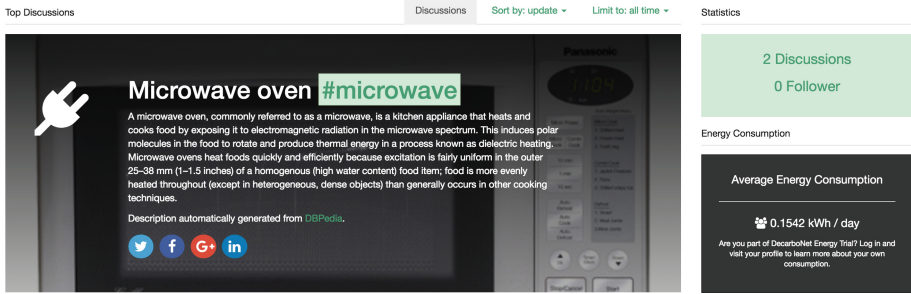 Top Discussions
Discussions
Sort by: update
Limit to: all time
Statistics
Panasonic
Microwave oven #microwave
A microwave oven, commonly referred to as a microwave, is a kitchen appliance that heats and
cooks food by exposing it to electromagnetic radiation in the microwave spectrum. This induces polar
molecules in the food to rotate and produce thermal energy in a process known as dielectric heating.
Microwave ovens heat foods quickly and efficiently because excitation is fairly uniform in the outer
25–38 mm (1–1.5 inches) of a homogenous (high water content) food item; food is more evenly
heated throughout (except in heterogeneous, dense objects) than generally occurs in other cooking
techniques.
Description automatically generated from DBPedia.
f
G+
in
Stop/Cancel
Start
2 Discussions
0 Follower
Energy Consumption
Average Energy Consumption
0.1542 kWh / day
Are you part of DecarboNet Energy Trial? Log in and
visit your profile to learn more about your own
consumption.